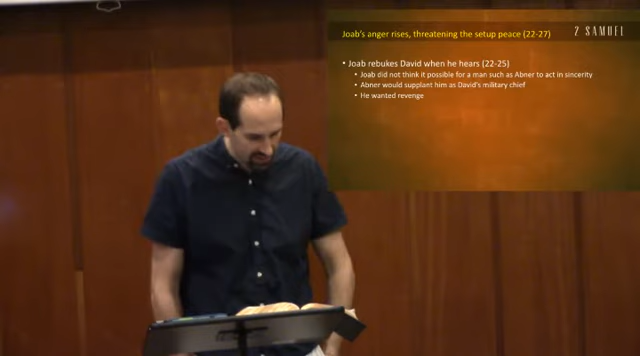 Joab's anger rises, threatening the setup peace (22-27)
2 SAMUEL
• Joab rebukes David when he hears (22-25)
• Joab did not think it possible for a man such as Abner to act in sincerity
• Abner would supplant him as David's military chief
• He wanted revenge